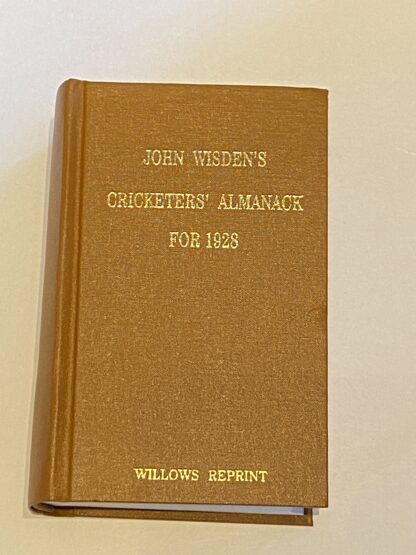 JOHN WISDEN'S
CRICKETERS' ALMANACK
FOR 1928
WILLOWS REPRINT